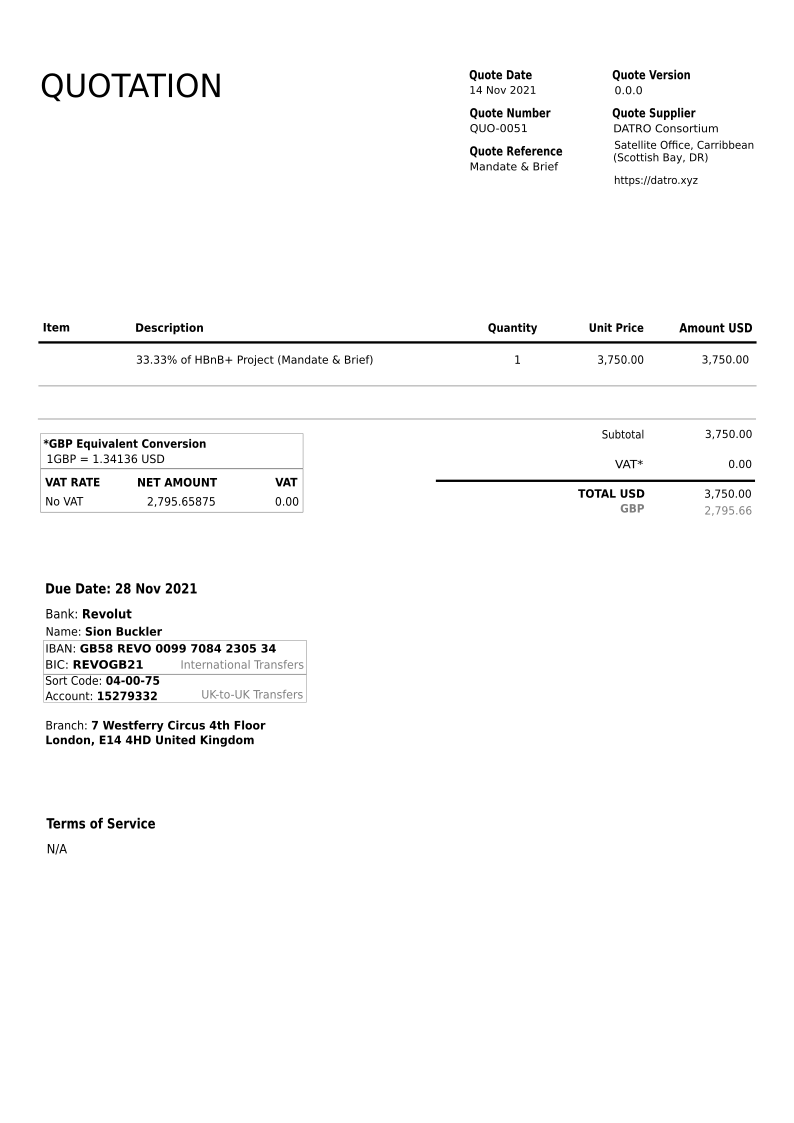 QUOTATION
Quote Date
14 Nov 2021
Quote Number
QUO-0051
Quote Reference
Mandate & Brief
Quote Version
0.0.0
Quote Supplier
DATRO Consortium
Satellite Office, Carribbean
(Scottish Bay, DR)
https://datro.xyz
Item Description Quantity Unit Price Amount USD
33.33% of HBnB+ Project (Mandate & Brief) 1 3,750.00 3,750.00
*GBP Equivalent Conversion
1GBP = 1.34136 USD
VAT RATE NET AMOUNT VAT
No VAT 2,795.65875 0.00
Subtotal 3,750.00
VAT* 0.00
TOTAL USD 3,750.00
GBP 2,795.66
Due Date: 28 Nov 2021
Bank: Revolut
Name: Sion Buckler
IBAN: GB58 REVO 0099 7084 2305 34
BIC: REVOGB21 International Transfers
Sort Code: 04-00-75
Account: 15279332 UK-to-UK Transfers
Branch: 7 Westferry Circus 4th Floor
London, E14 4HD United Kingdom
Terms of Service
N/A